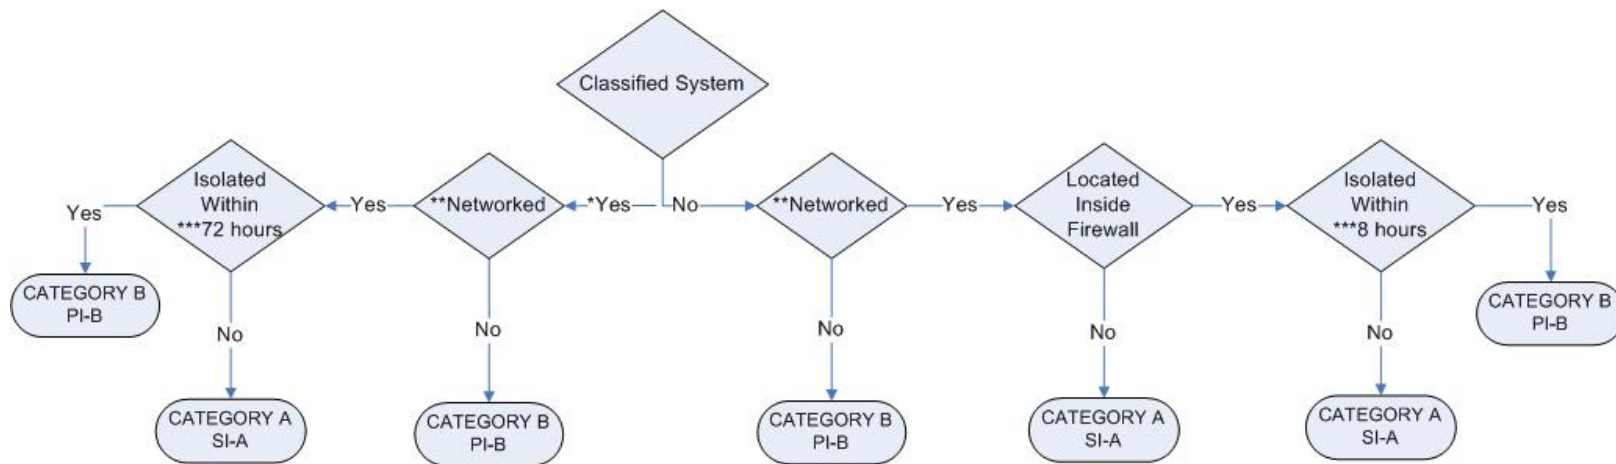 Classified System
Isolated
Within
***72 hours
Yes
**Networked
*Yes
No
**Networked
Yes
Located
Inside
Firewall
Yes
Isolated
Within
***8 hours
Yes
Yes
CATEGORY B
PI-B
No
No
No
No
No
CATEGORY B
PI-B
CATEGORY A
SI-A
CATEGORY B
PI-B
CATEGORY B
PI-B
CATEGORY A
SI-A
CATEGORY A
SI-A